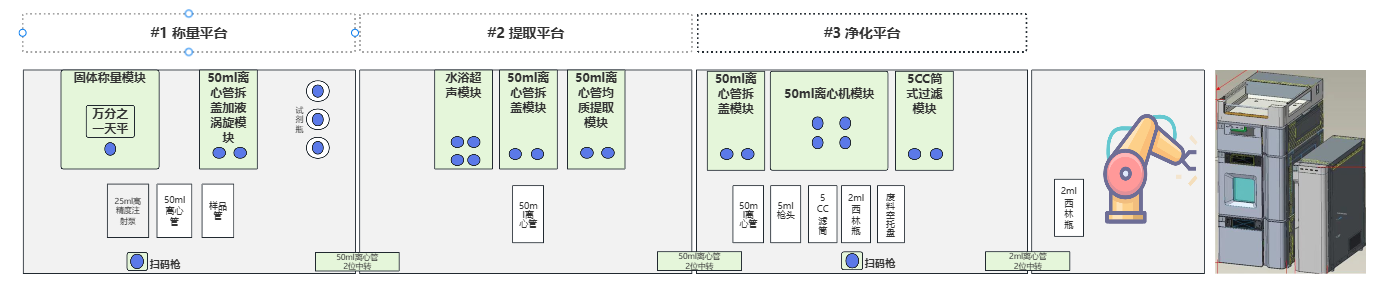 #1 称量平台
#2 提取平台
#3 净化平台
固体称量模块
万分之
一天平
50ml离
心管拆
盖加液
涡旋模
块
试
剂
瓶
25ml高
精度注
射泵
50ml
离心
管
样品
管
扫码枪
50ml离心管
2位中转
水浴超
声模块
50ml离
心管拆
盖模块
50ml离
心管均
质提取
模块
50m
l离心
管
50ml离心管
2位中转
50ml离
心管拆
盖模块
50ml离心机模块
5CC筒
式过滤
模块
50m
l离
心管
5ml
枪头
5
CC
滤
筒
2ml
西
林
瓶
废
料
空托
盘
扫码枪
2ml离心管
2位中转
2ml
西
林
瓶